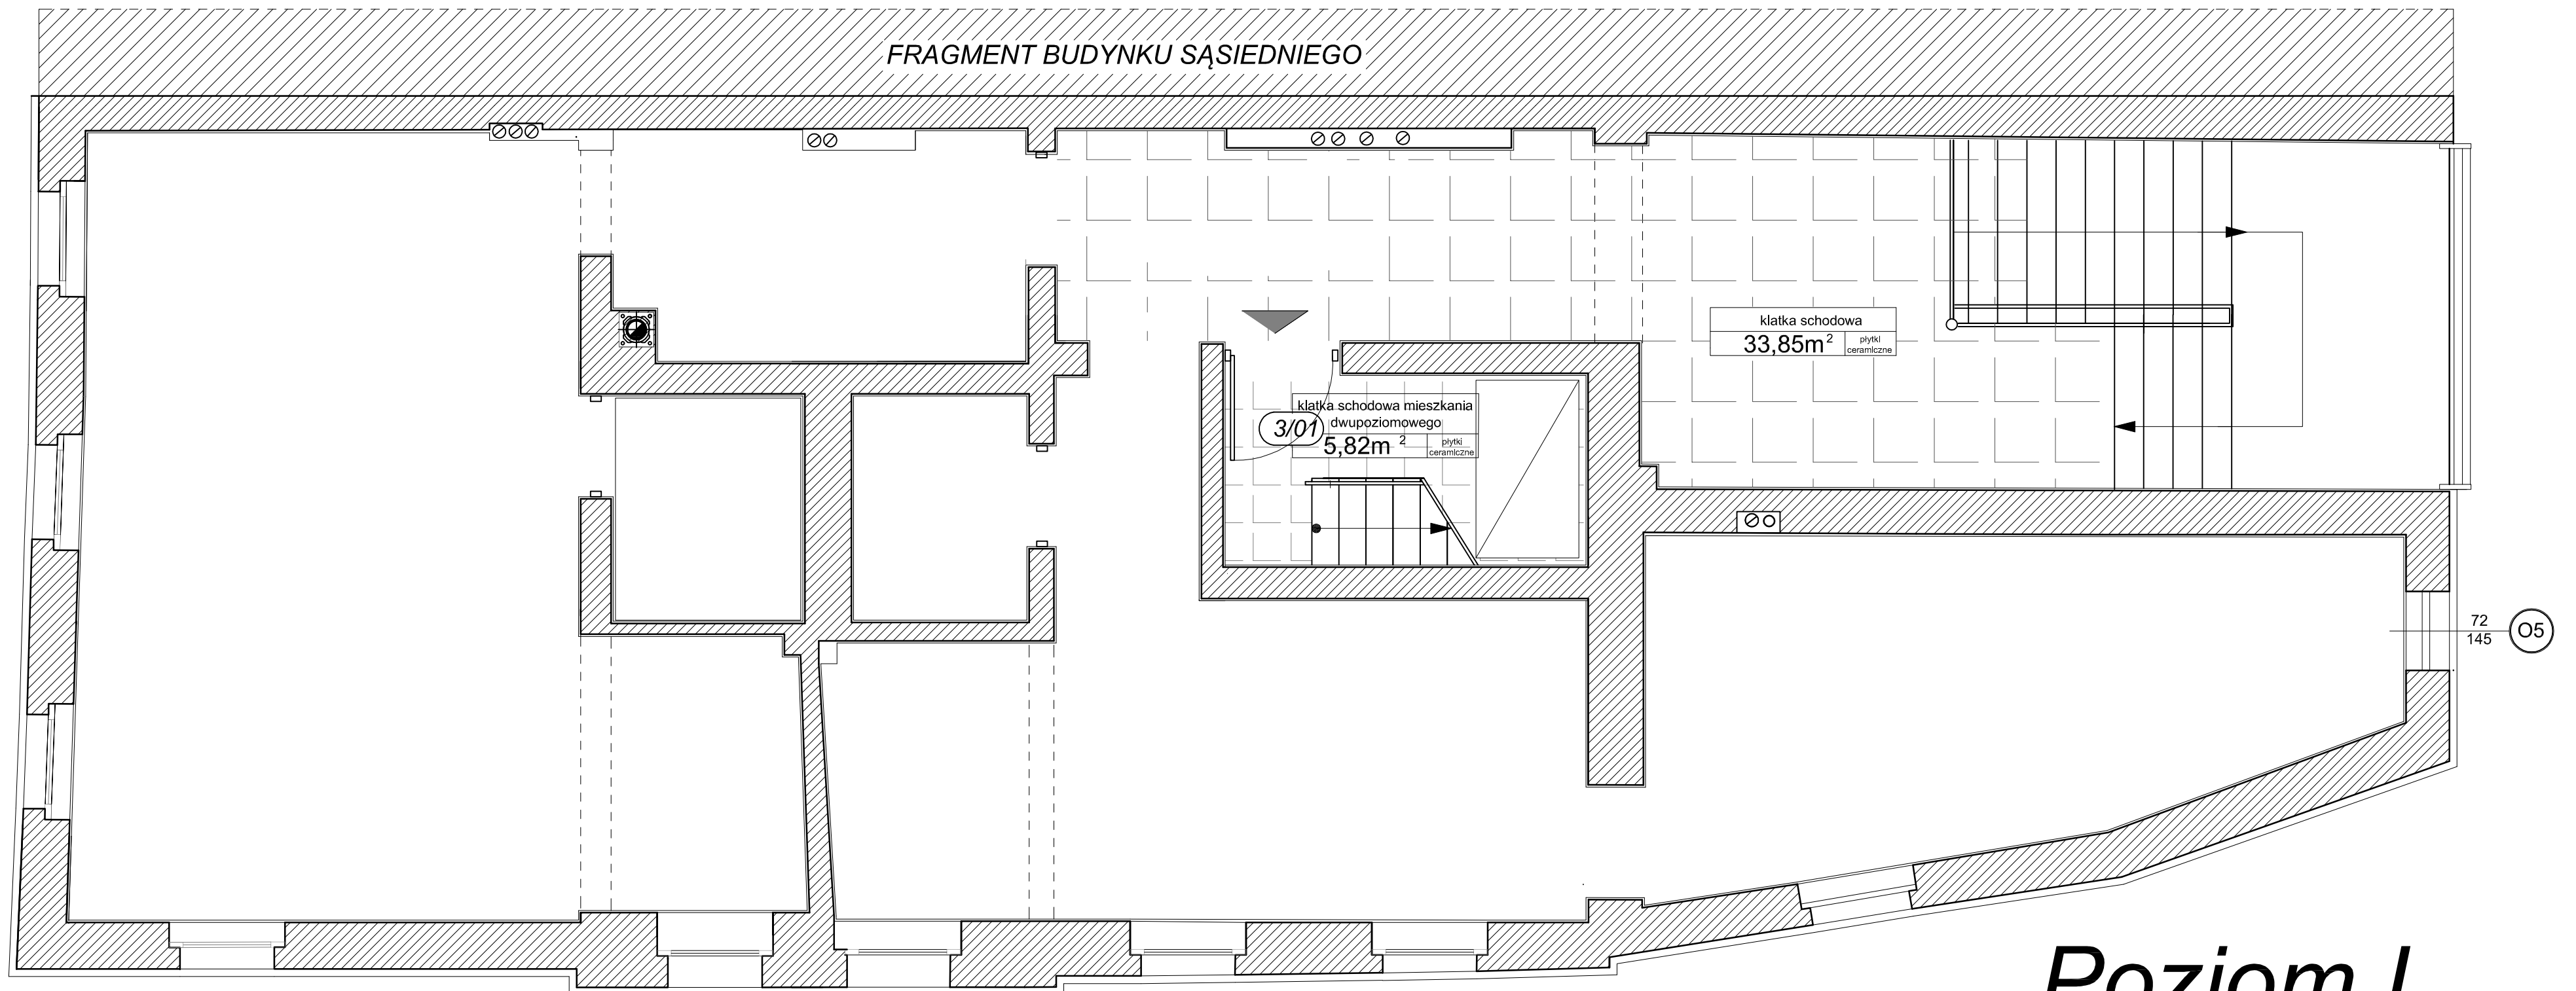 FRAGMENT BUDYNKU SĄSIEDNIEGO
klatka schodowa
33,85m2
płytki
ceramiczne
klatka schodowa mieszkania
dwupoziomowego
3/01
5,82m2
płytki
ceramiczne
72
145
O5
Poziom I